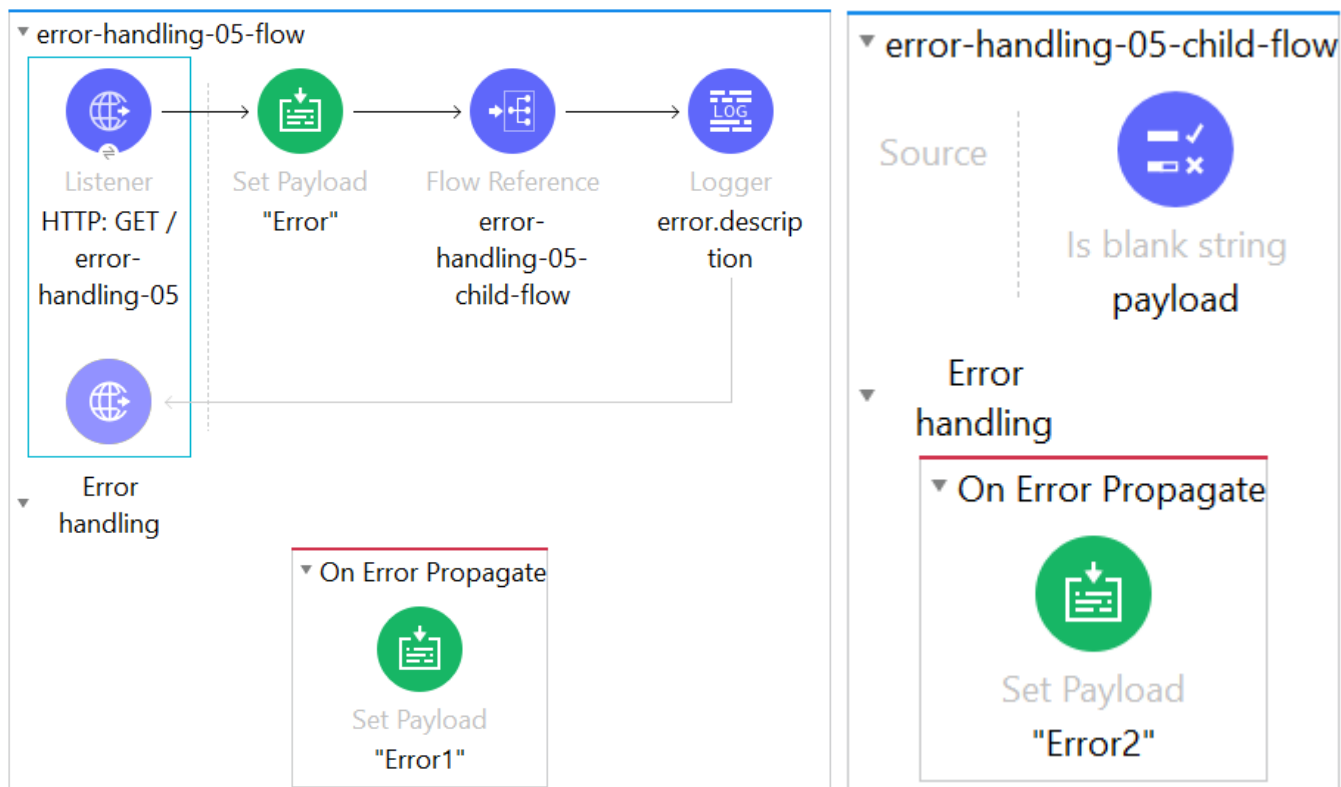 error-handling-05-flow
Listener
HTTP: GET /
error-
handling-05
Set Payload
"Error"
Flow Reference
error-
handling-05-
child-flow
LOG
Logger
error.descrip
tion
Error
handling
On Error Propagate
Set Payload
"Error1"
error-handling-05-child-flow
Source
Is blank string
payload
Error
handling
On Error Propagate
Set Payload
"Error2"